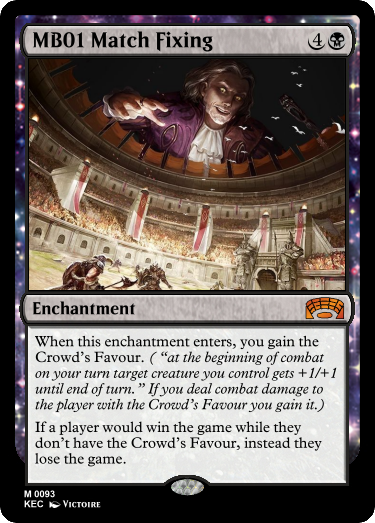 MB01 Match Fixing 4
Enchantment
When this enchantment enters, you gain the
Crowd's Favour. ( "at the beginning of combat
on your turn target creature you control gets +1/+1
until end of turn." If you deal combat damage to
the player with the Crowd's Favour you gain it.)
If a player would win the game while they
don't have the Crowd's Favour, instead they
lose the game.
M 0093
KEC Victoire